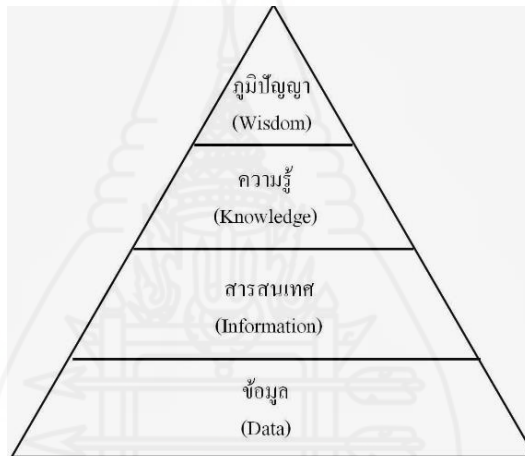 ภูมิปัญญา
(Wisdom)
ความรู้
(Knowledge)
สารสนเทศ
(Information)
ข้อมูล
(Data)